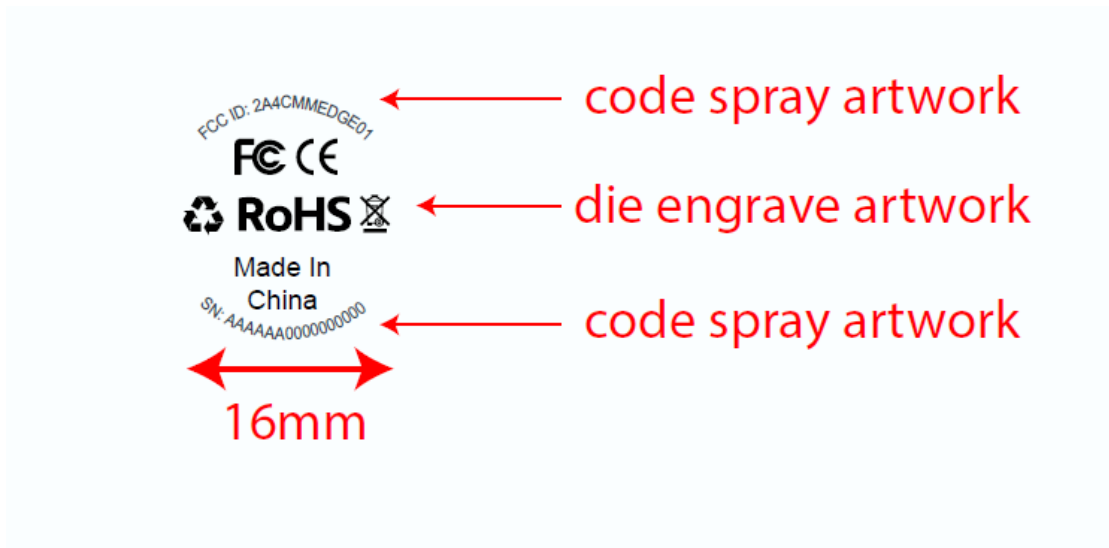 FCC ID: 2A4CMMEDGE01
code spray artwork
FC CE
RoHS
die engrave artwork
Made In
China
SN: AAAAAA0000000000
code spray artwork
16mm